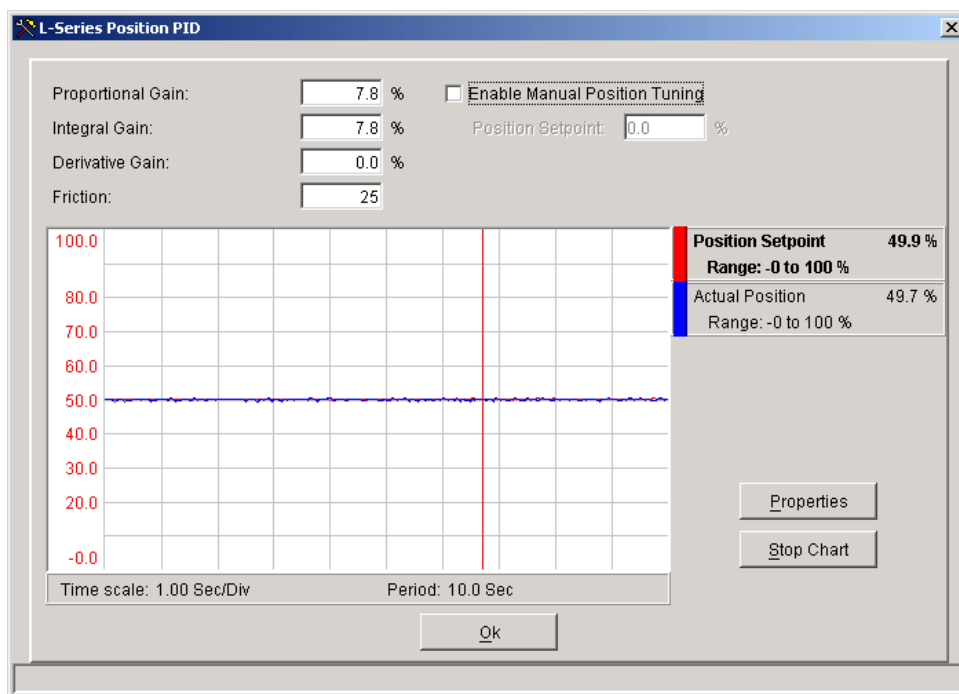 L-Series Position PID
Proportional Gain: 7.8 % Enable Manual Position Tuning
Integral Gain: 7.8 % Position Setpoint: 0.0 %
Derivative Gain: 0.0 %
Friction: 25
100.0
80.0
70.0
60.0
50.0
40.0
30.0
20.0
-0.0
Position Setpoint 49.9 %
Range: -0 to 100 %
Actual Position 49.7 %
Range: -0 to 100 %
Properties
Stop Chart
Time scale: 1.00 Sec/Div Period: 10.0 Sec
Ok